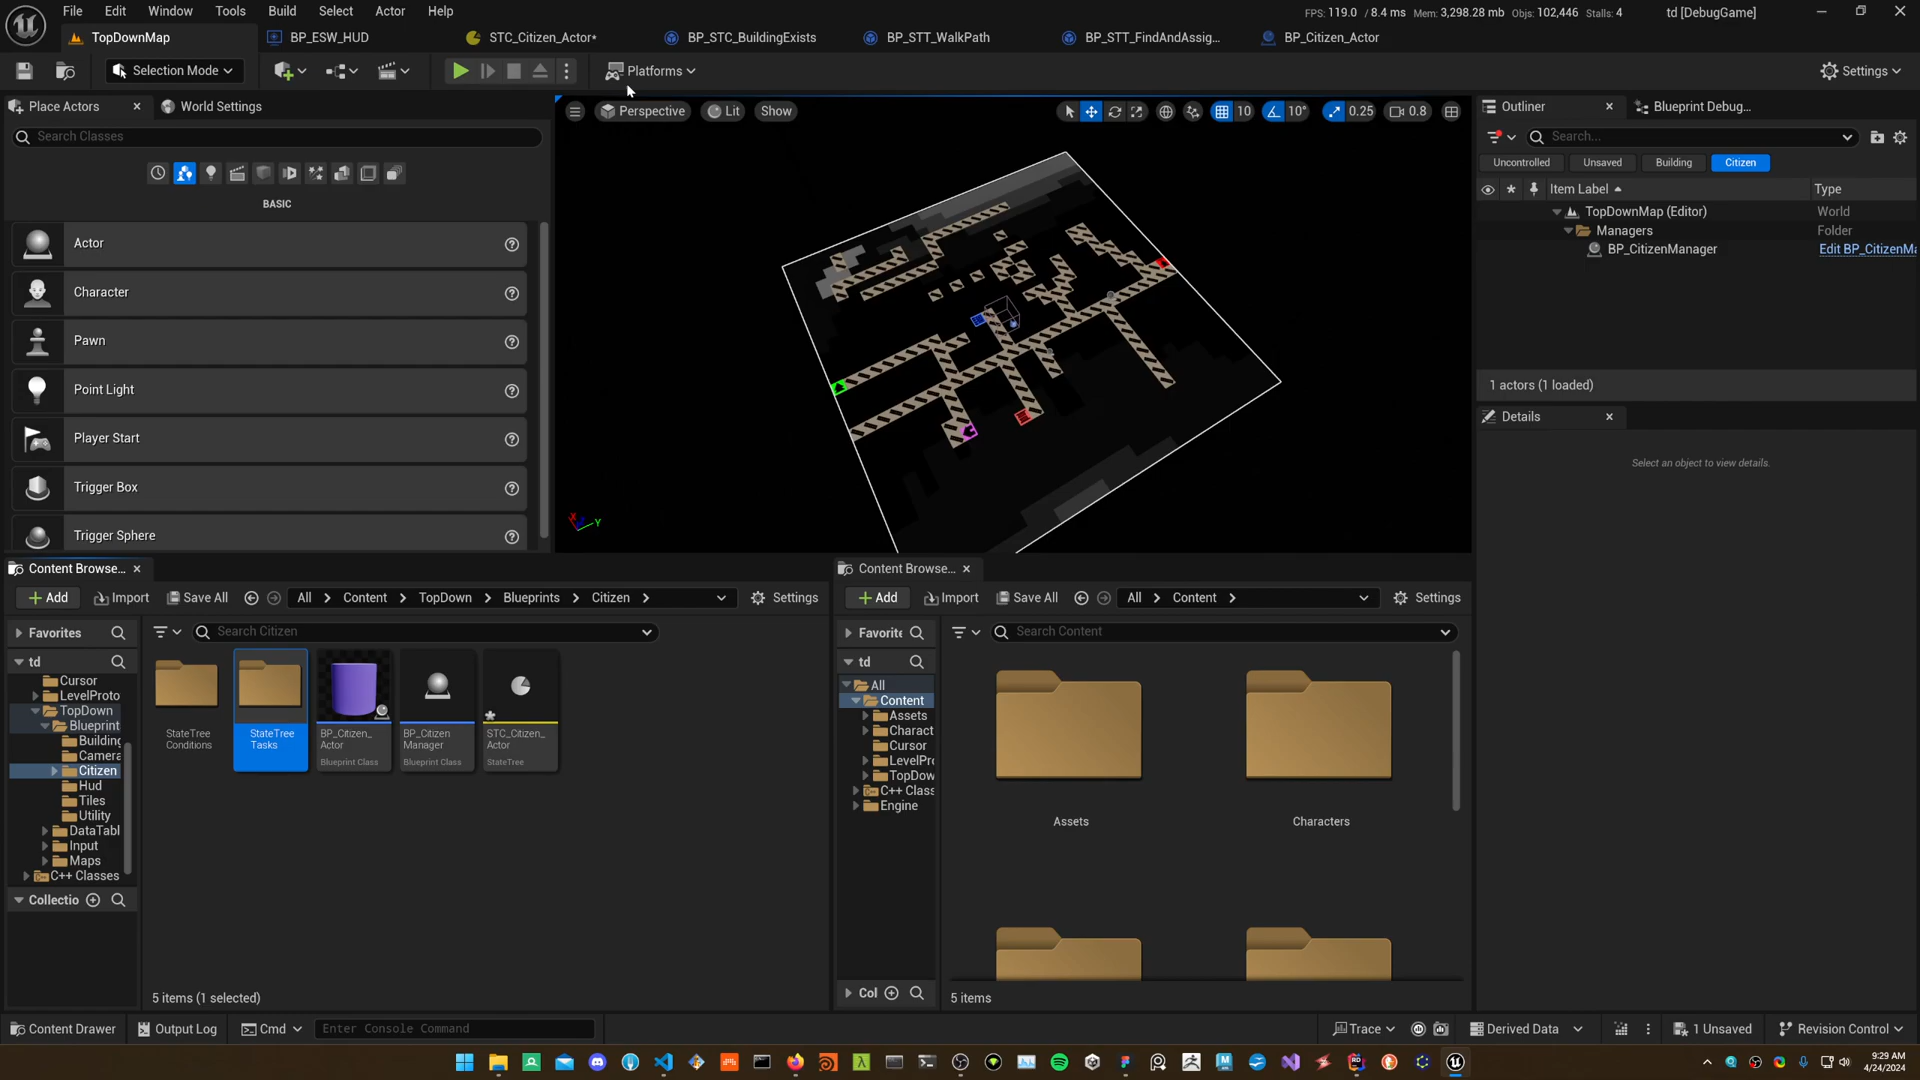 File Edit View Window Tools Build Select Actor Help
FPS: 119.0 / 8.4 ms Mem: 3,298.28 mb Objs: 102,446 Stalls: 4 td [DebugGame]
TopDownMap BP_ESW_HUD STC_Citizen_Actor* BP_STC_BuildingExists BP_STT_WalkPath BP_STT_FindAndAssig... BP_Citizen_Actor
Selection Mode Platforms Settings
Place Actors World Settings
Search Classes
BASIC
Actor
Character
Pawn
Point Light
Player Start
Trigger Box
Trigger Sphere
Perspective Lit Show 10 10° 0.25 0.8
X Y
Outliner Blueprint Debug...
Search...
Uncontrolled Unsaved Building Citizen
Item Label Type
TopDownMap (Editor) World
Managers Folder
BP_CitizenManager Edit BP_CitizenMa
1 actors (1 loaded)
Details
Select an object to view details.
Content Browse...
Add Import Save All All Content TopDown Blueprints Citizen Settings
Favorites
Search Citizen
td
Cursor
LevelProto
TopDown
Blueprint
Building
Camera
Citizen
Hud
Tiles
Utility
DataTabl
Input
Maps
C++ Classes
Collectio
StateTree
Conditions
StateTree
Tasks
BP_Citizen_
Actor
Blueprint Class
BP_Citizen
Manager
Blueprint Class
STC_Citizen_
Actor
StateTree
5 items (1 selected)
Content Browse...
Add Import Save All All Content Settings
Favorite
Search Content
td
All
Content
Assets
Charact
Cursor
LevelPr
TopDow
C++ Class
Engine
Col
Assets
Characters
5 items
Content Drawer Output Log Cmd Enter Console Command Trace Derived Data 1 Unsaved Revision Control
9:29 AM
4/24/2024